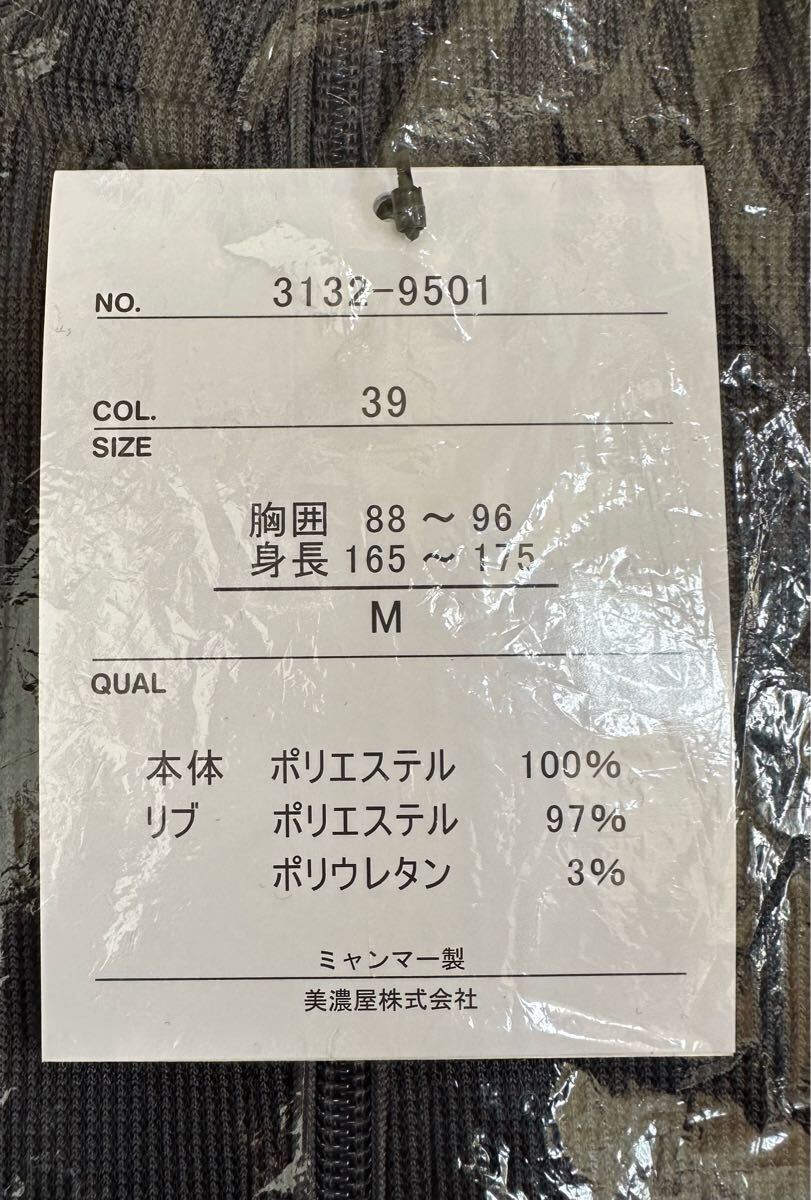 NO. 3132-9501
COL. 39
SIZE
胸囲 88 ～ 96
身長 165 ～ 175
M
QUAL
本体 ポリエステル 100%
リブ ポリエステル 97%
ポリウレタン 3%
ミャンマー製
美濃屋株式会社